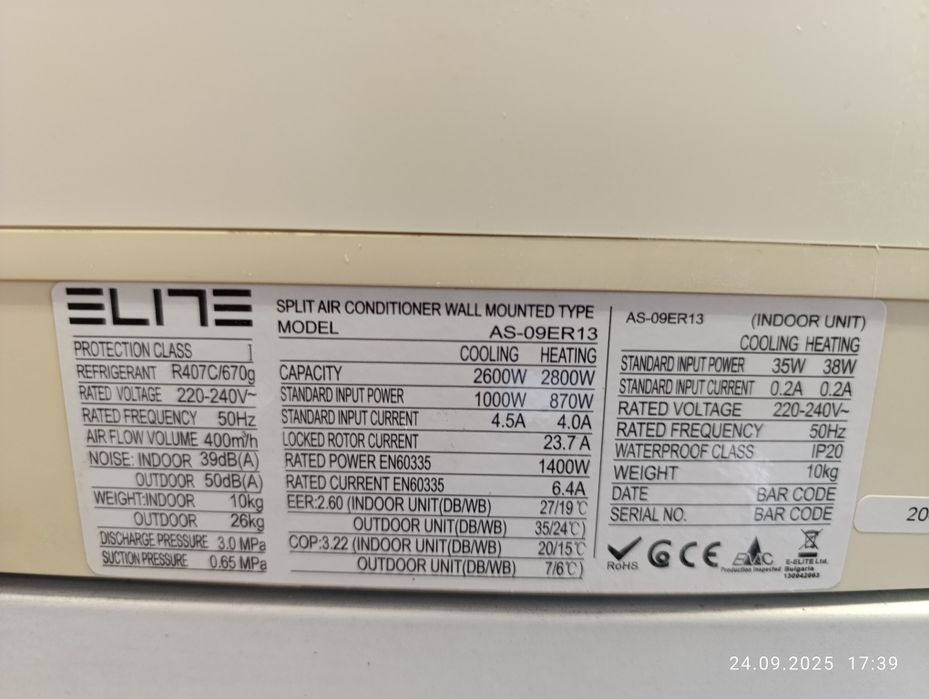 ELITE
PROTECTION CLASS I
REFRIGERANT R407C/670g
RATED VOLTAGE 220-240V~
RATED FREQUENCY 50Hz
AIR FLOW VOLUME 400m³/h
NOISE: INDOOR 39dB(A)
OUTDOOR 50dB(A)
WEIGHT:INDOOR 10kg
OUTDOOR 26kg
DISCHARGE PRESSURE 3.0 MPa
SUCTION PRESSURE 0.65 MPa
SPLIT AIR CONDITIONER WALL MOUNTED TYPE
MODEL AS-09ER13
COOLING HEATING
CAPACITY 2600W 2800W
STANDARD INPUT POWER 1000W 870W
STANDARD INPUT CURRENT 4.5A 4.0A
LOCKED ROTOR CURRENT 23.7 A
RATED POWER EN60335 1400W
RATED CURRENT EN60335 6.4A
EER:2.60 (INDOOR UNIT(DB/WB) 27/19℃)
OUTDOOR UNIT(DB/WB) 35/24℃)
COP:3.22 (INDOOR UNIT(DB/WB) 20/15℃)
OUTDOOR UNIT(DB/WB) 7/6℃)
AS-09ER13 (INDOOR UNIT)
COOLING HEATING
STANDARD INPUT POWER 35W 38W
STANDARD INPUT CURRENT 0.2A 0.2A
RATED VOLTAGE 220-240V~
RATED FREQUENCY 50Hz
WATERPROOF CLASS IP20
WEIGHT 10kg
DATE BAR CODE
SERIAL NO. BAR CODE
RoHS
CE
EMC
Production Inspected
E-ELITE Ltd.
Bulgaria
130942863
20
24.09.2025 17:39